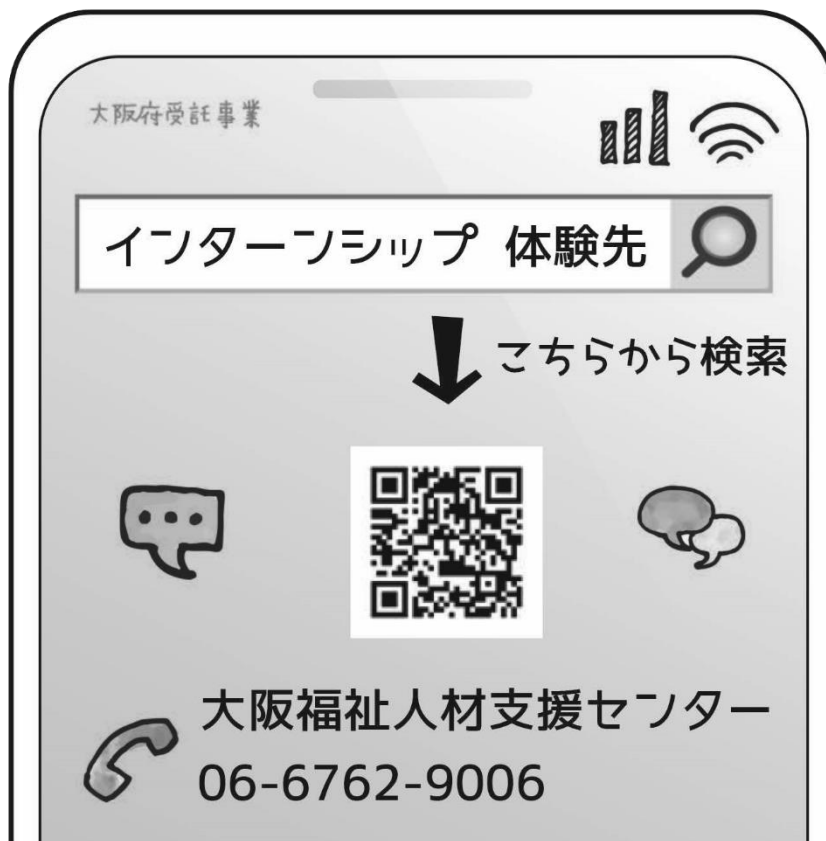 大阪府受託事業
インターンシップ 体験先
こちらから検索
大阪福祉人材支援センター
06-6762-9006